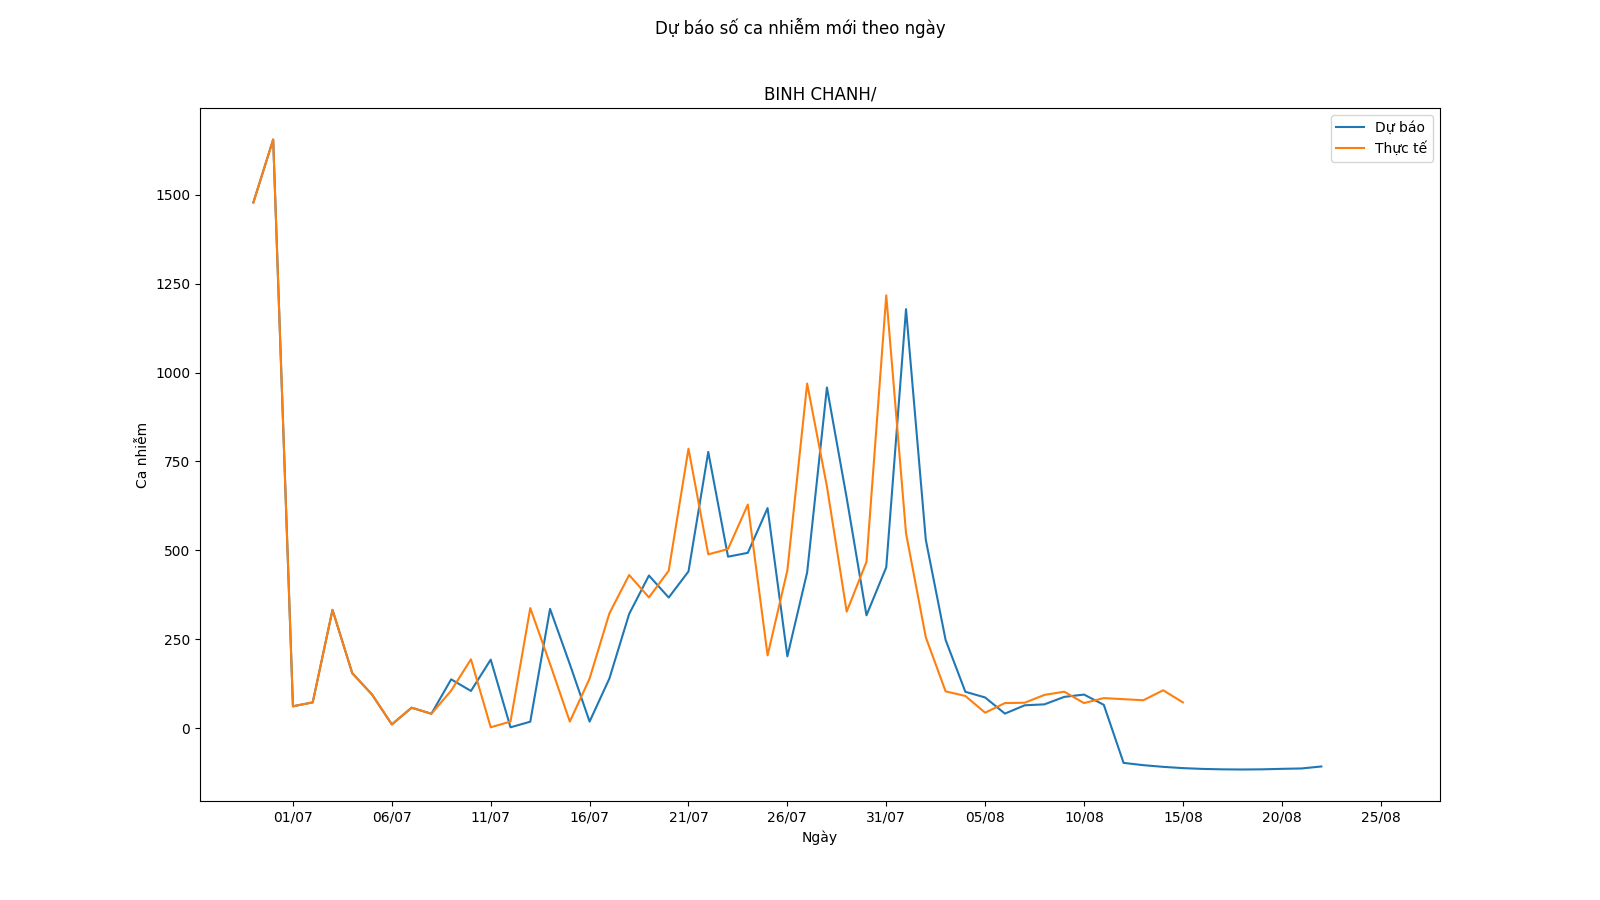 Dự báo số ca nhiễm mới theo ngày
BINH CHANH/
Dự báo
Thực tế
Ca nhiễm
1500
1250
1000
750
500
250
0
01/07 06/07 11/07 16/07 21/07 26/07 31/07 05/08 10/08 15/08 20/08 25/08
Ngày